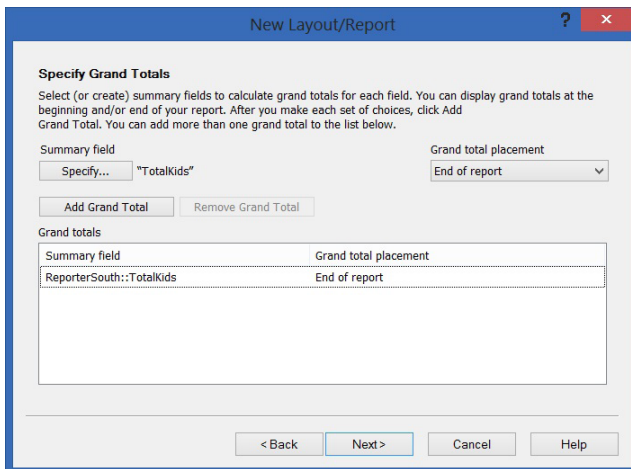 New Layout/Report
?
×
Specify Grand Totals
Select (or create) summary fields to calculate grand totals for each field. You can display grand totals at the
beginning and/or end of your report. After you make each set of choices, click Add
Grand Total. You can add more than one grand total to the list below.
Summary field Grand total placement
Specify... “TotalKids” End of report
Add Grand Total Remove Grand Total
Grand totals
Summary field Grand total placement
ReporterSouth::TotalKids End of report
< Back Next > Cancel Help